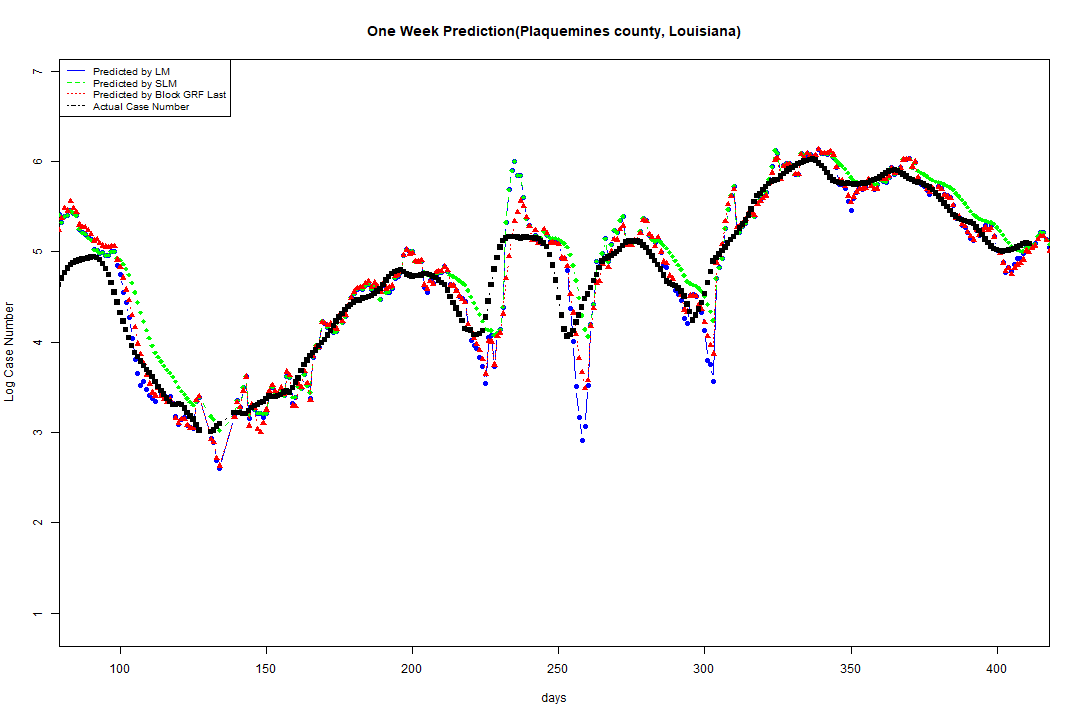 One Week Prediction(Plaquemines county, Louisiana)
Predicted by LM
Predicted by SLM
Predicted by Block GRF Last
Actual Case Number
Log Case Number
7
6
5
4
3
2
1
100 150 200 250 300 350 400
days